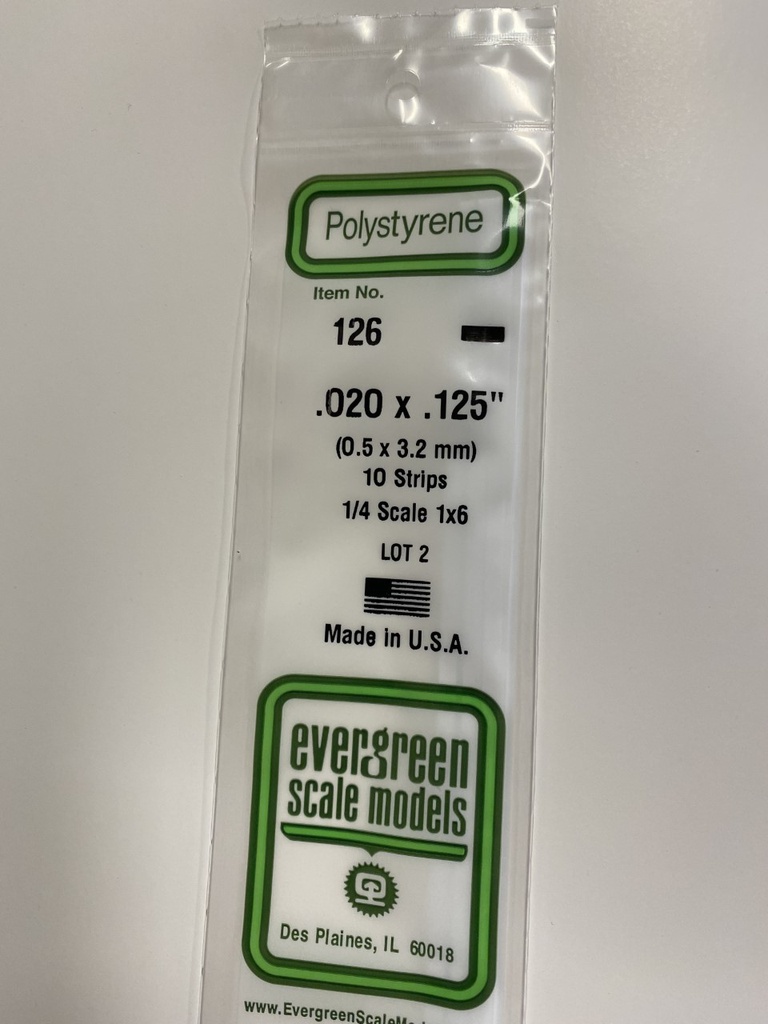 Polystyrene
Item No.
126
.020 x .125"
(0.5 x 3.2 mm)
10 Strips
1/4 Scale 1x6
LOT 2
Made in U.S.A.
evergreen
scale models
Des Plaines, IL 60018